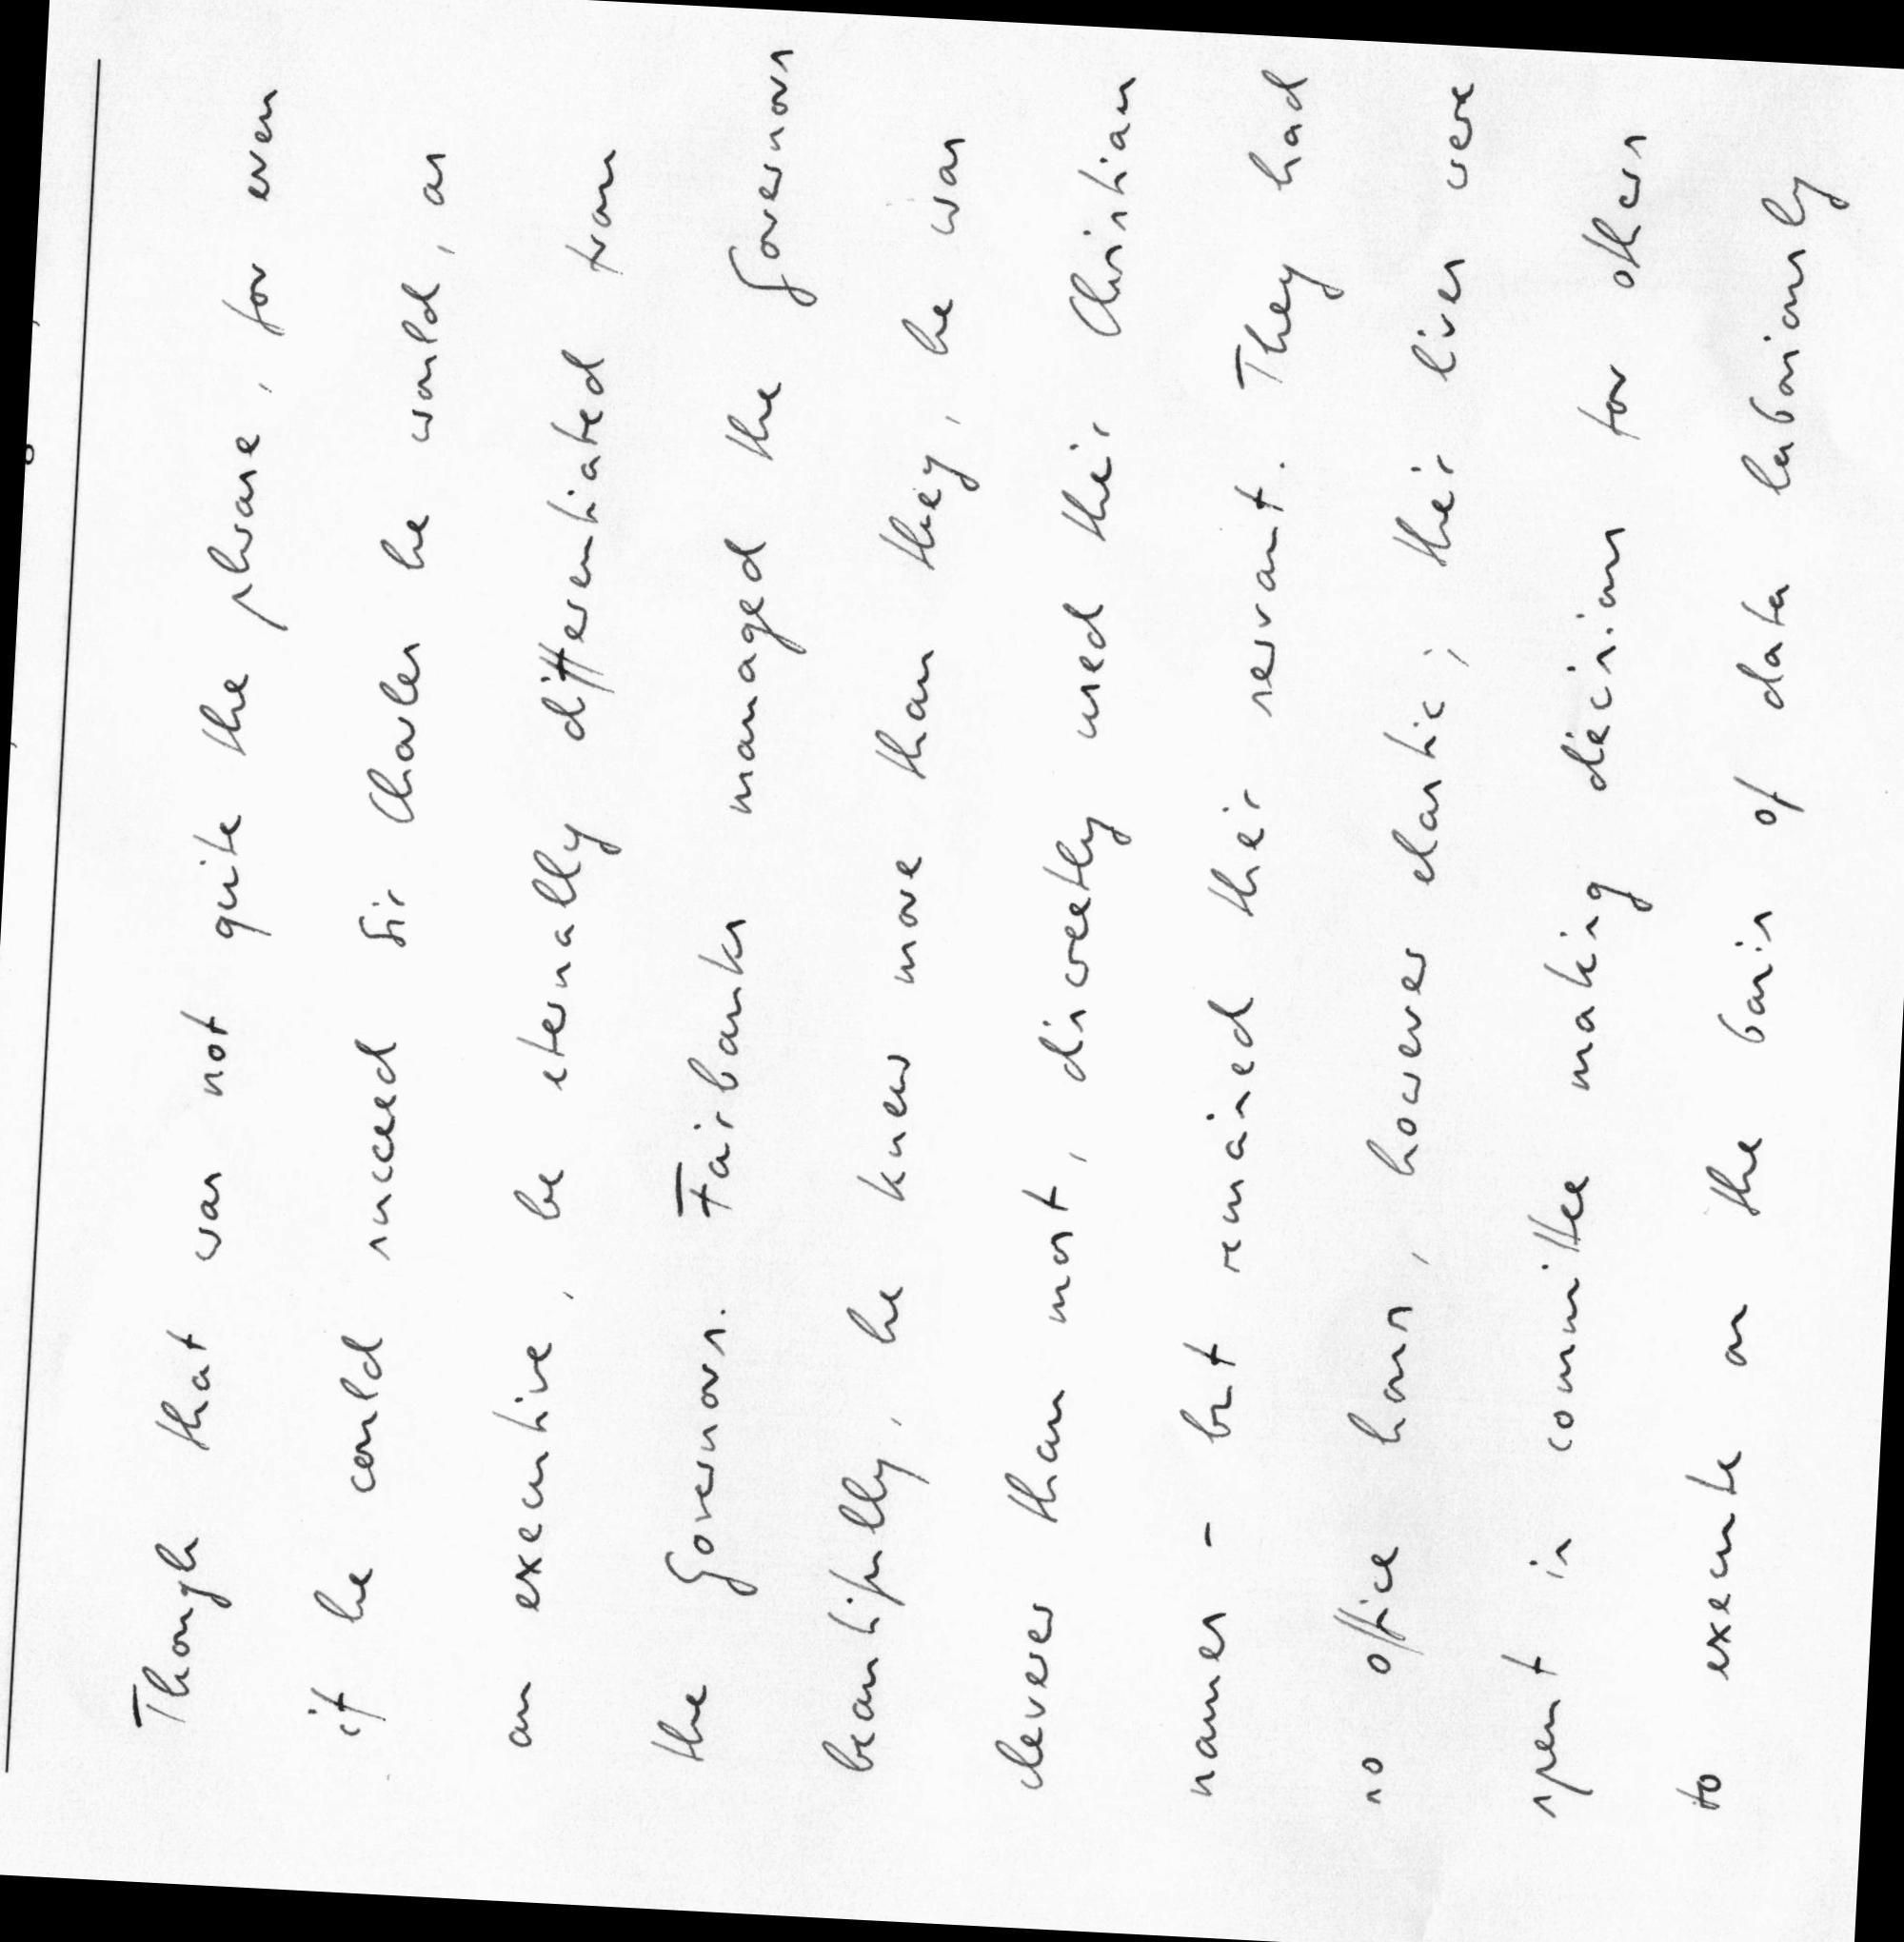 Though that was not quite the phrase, for even
if he could succeed Sir Charles he would, as
an executive, be eternally differentiated from
the Governors. Fairbanks managed the Governors
beautifully, he knew more than they, he was
cleverer than most, discreetly used their Christian
names - but remained their servant. They had
no office hours, however elastic; their lives were
spent in committee making decisions for others
to execute on the basis of data laboriously